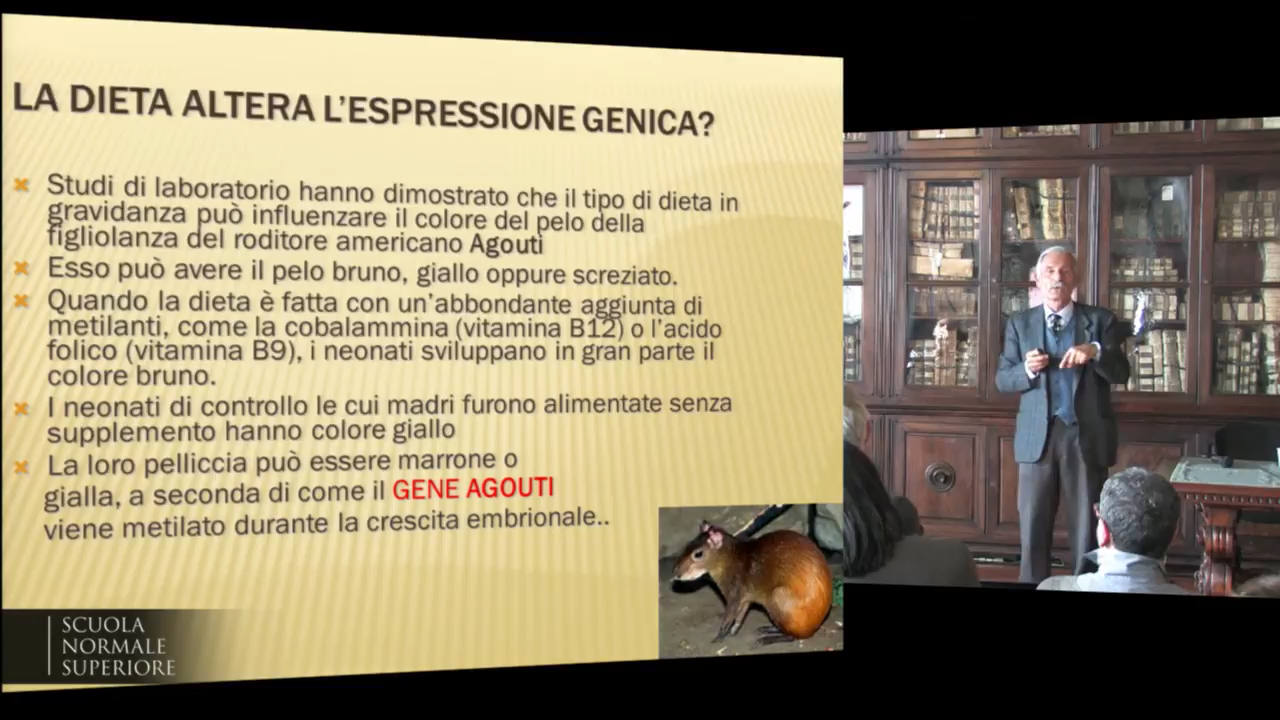 LA DIETA ALTERA L'ESPRESSIONE GENICA?
Studi di laboratorio hanno dimostrato che il tipo di dieta in
gravidanza può influenzare il colore del pelo della
figliolanza del roditore americano Agouti
Esso può avere il pelo bruno, giallo oppure screziato.
Quando la dieta è fatta con un'abbondante aggiunta di
metilanti, come la cobalammina (vitamina B12) o l'acido
folico (vitamina B9), i neonati sviluppano in gran parte il
colore bruno.
I neonati di controllo le cui madri furono alimentate senza
supplemento hanno colore giallo
La loro pelliccia può essere marrone o
gialla, a seconda di come il GENE AGOUTI
viene metilato durante la crescita embrionale..
SCUOLA
NORMALE
SUPERIORE